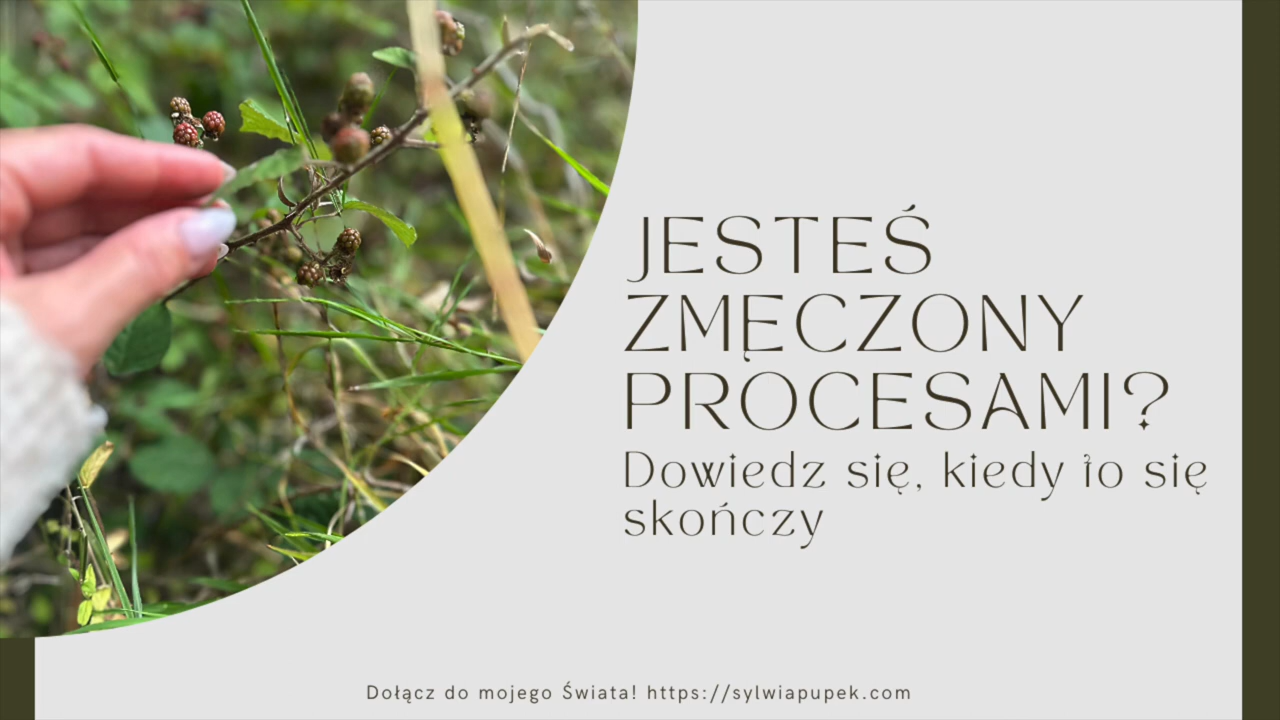 JESTEŚ
ZMĘCZONY
PROCESAMI?
Dowiedz się, kiedy to się
skończy
Dołącz do mojego Świata! https://sylwiapupek.com